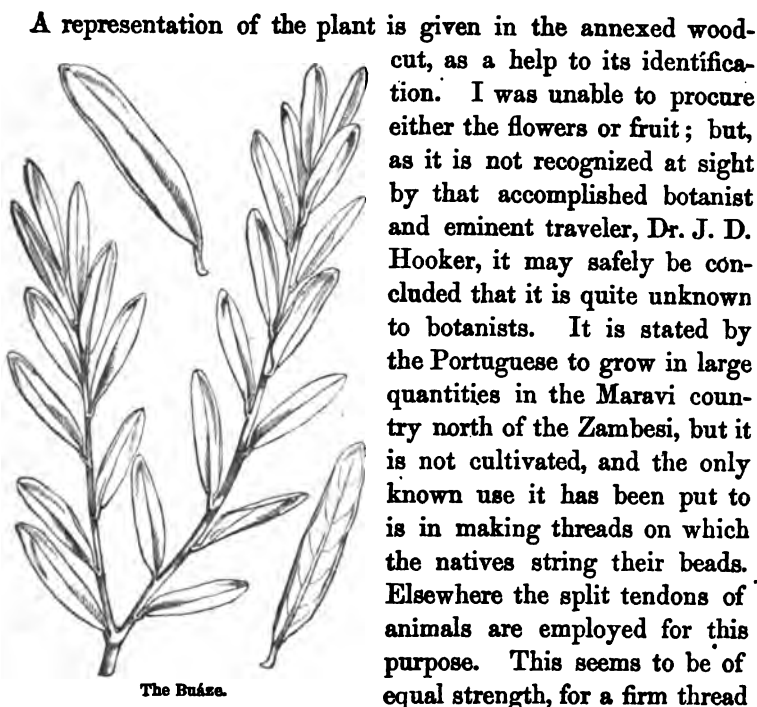 A representation of the plant is given in the annexed wood-
cut, as a help to its identifica-
tion. I was unable to procure
either the flowers or fruit; but,
as it is not recognized at sight
by that accomplished botanist
and eminent traveler, Dr. J. D.
Hooker, it may safely be con-
cluded that it is quite unknown
to botanists. It is stated by
the Portuguese to grow in large
quantities in the Maravi coun-
try north of the Zambesi, but it
is not cultivated, and the only
known use it has been put to
is in making threads on which
the natives string their beads.
Elsewhere the split tendons of
animals are employed for this
purpose. This seems to be of
equal strength, for a firm thread
The Buáze.